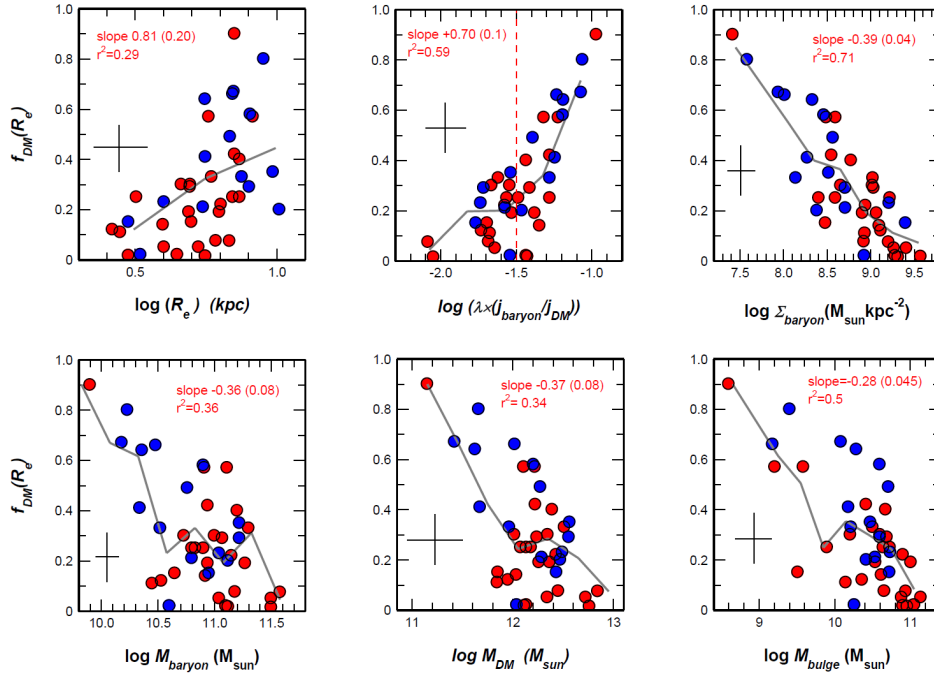 1.0
0.8
0.6
0.4
0.2
0
f_DM(R_e)
slope 0.81 (0.20)
r²=0.29
0.5
1.0
log (R_e) (kpc)
slope +0.70 (0.1)
r²=0.59
1.0
0.8
0.6
0.4
0.2
0
-2.0
-1.5
-1.0
log (λ×(j_baryon/j_DM))
slope -0.39 (0.04)
r²=0.71
1.0
0.8
0.6
0.4
0.2
0
7.5
8.0
8.5
9.0
9.5
log Σ_baryon(M_sun kpc⁻²)
1.0
0.8
0.6
0.4
0.2
0
f_DM(R_e)
slope -0.36 (0.08)
r²=0.36
10.0
10.5
11.0
11.5
log M_baryon (M_sun)
1.0
0.8
0.6
0.4
0.2
0
slope -0.37 (0.08)
r²= 0.34
11
12
13
log M_DM (M_sun)
1.0
0.8
0.6
0.4
0.2
0
slope=-0.28 (0.045)
r²=0.5
9
10
11
log M_bulge (M_sun)